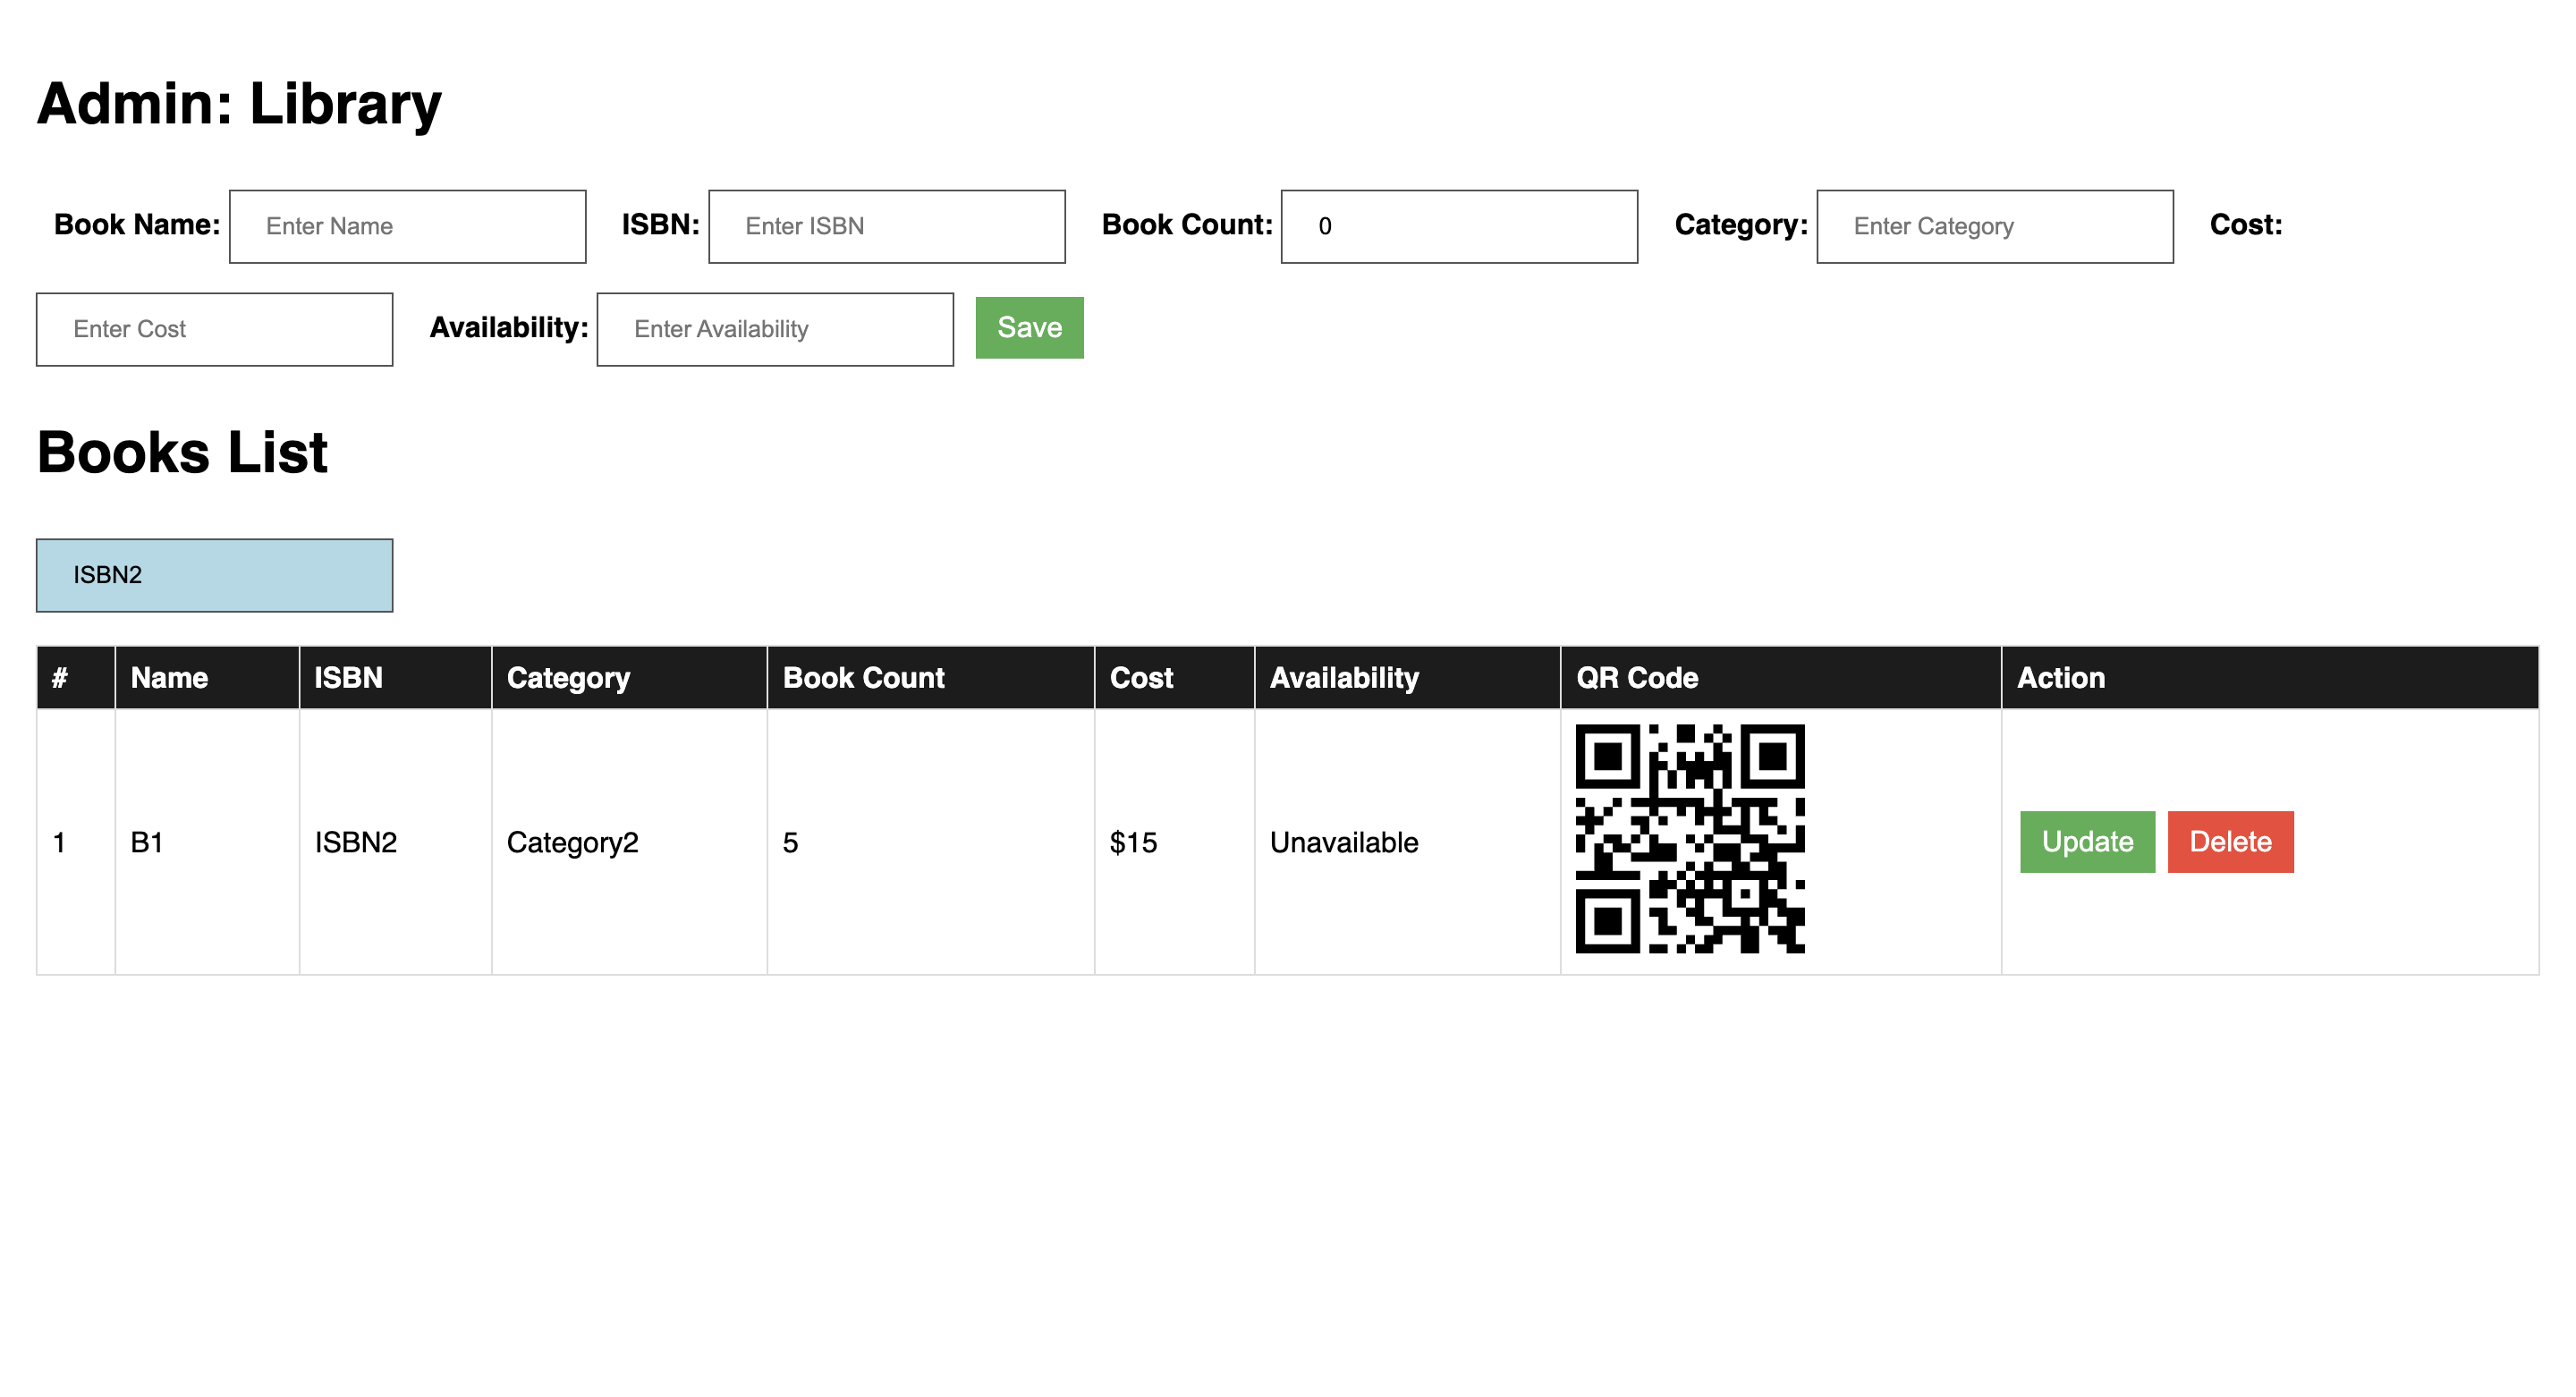 Admin: Library
Book Name: Enter Name ISBN: Enter ISBN Book Count: 0 Category: Enter Category Cost:
Enter Cost Availability: Enter Availability Save
Books List
ISBN2
# Name ISBN Category Book Count Cost Availability QR Code Action
1 B1 ISBN2 Category2 5 $15 Unavailable Update Delete